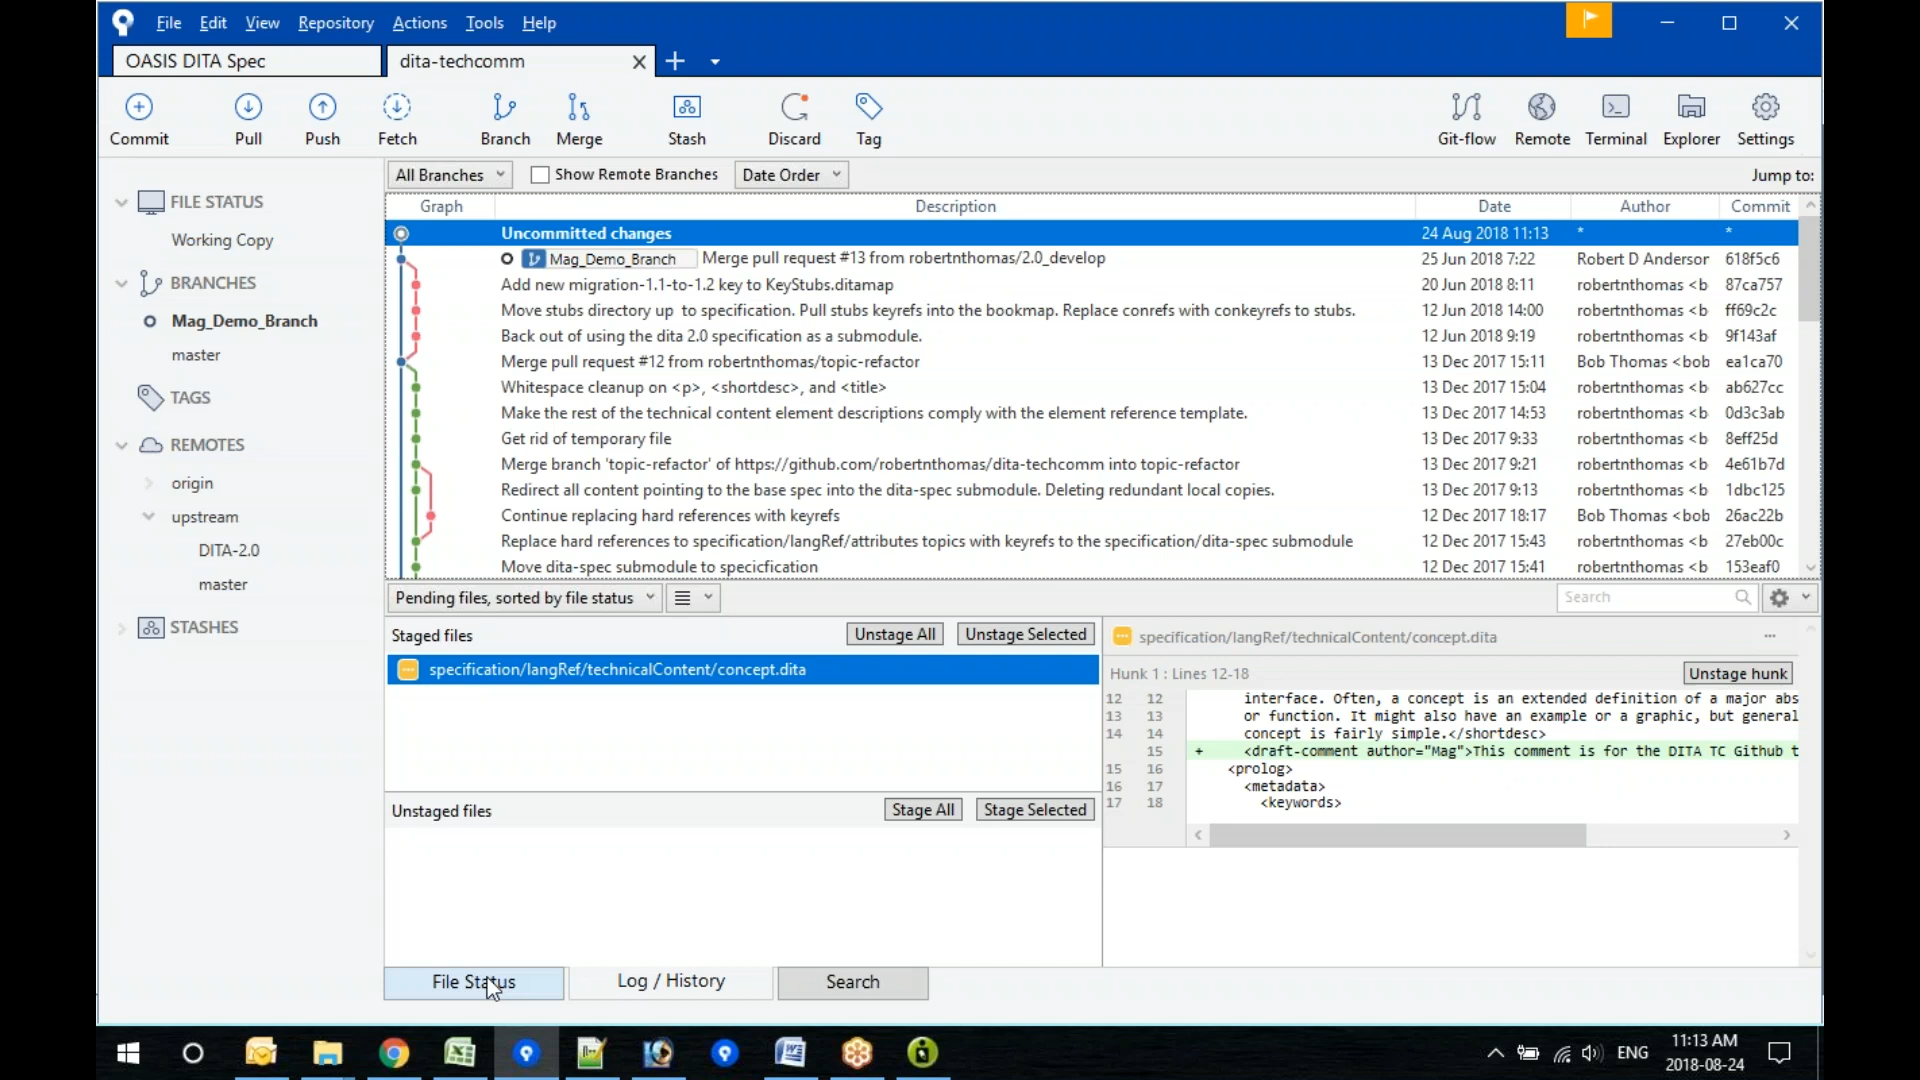 File Edit View Repository Actions Tools Help
OASIS DITA Spec
dita-techcomm
Commit Pull Push Fetch Branch Merge Stash Discard Tag Git-flow Remote Terminal Explorer Settings
FILE STATUS
Working Copy
BRANCHES
Mag_Demo_Branch
master
TAGS
REMOTES
origin
upstream
DITA-2.0
master
STASHES
All Branches Show Remote Branches Date Order Jump to:
Graph Description Date Author Commit
Uncommitted changes 24 Aug 2018 11:13 * *
Mag_Demo_Branch Merge pull request #13 from robertnthomas/2.0_develop 25 Jun 2018 7:22 Robert D Anderson 618f5c6
Add new migration-1.1-to-1.2 key to KeyStubs.ditamap 20 Jun 2018 8:11 robertnthomas <b 87ca757
Move stubs directory up to specification. Pull stubs keyrefs into the bookmap. Replace conrefs with conkeyrefs to stubs. 12 Jun 2018 14:00 robertnthomas <b ff69c2c
Back out of using the dita 2.0 specification as a submodule. 12 Jun 2018 9:19 robertnthomas <b 9f143af
Merge pull request #12 from robertnthomas/topic-refactor 13 Dec 2017 15:11 Bob Thomas <bob ea1ca70
Whitespace cleanup on <p>, <shortdesc>, and <title> 13 Dec 2017 15:04 robertnthomas <b ab627cc
Make the rest of the technical content element descriptions comply with the element reference template. 13 Dec 2017 14:53 robertnthomas <b 0d3c3ab
Get rid of temporary file 13 Dec 2017 9:33 robertnthomas <b 8eff25d
Merge branch 'topic-refactor' of https://github.com/robertnthomas/dita-techcomm into topic-refactor 13 Dec 2017 9:21 robertnthomas <b 4e61b7d
Redirect all content pointing to the base spec into the dita-spec submodule. Deleting redundant local copies. 13 Dec 2017 9:13 robertnthomas <b 1dbc125
Continue replacing hard references with keyrefs 12 Dec 2017 18:17 Bob Thomas <bob 26ac22b
Replace hard references to specification/langRef/attributes topics with keyrefs to the specification/dita-spec submodule 12 Dec 2017 15:43 robertnthomas <b 27eb00c
Move dita-spec submodule to specicfication 12 Dec 2017 15:41 robertnthomas <b 153eaf0
Pending files, sorted by file status Search
Staged files Unstage All Unstage Selected
specification/langRef/technicalContent/concept.dita
Unstaged files Stage All Stage Selected
specification/langRef/technicalContent/concept.dita
Hunk 1 : Lines 12-18 Unstage hunk
12 12 interface. Often, a concept is an extended definition of a major abs
13 13 or function. It might also have an example or a graphic, but general
14 14 concept is fairly simple.</shortdesc>
15 + <draft-comment author="Mag">This comment is for the DITA TC Github t
15 16 <prolog>
16 17 <metadata>
17 18 <keywords>
File Status Log / History Search
ENG
11:13 AM
2018-08-24